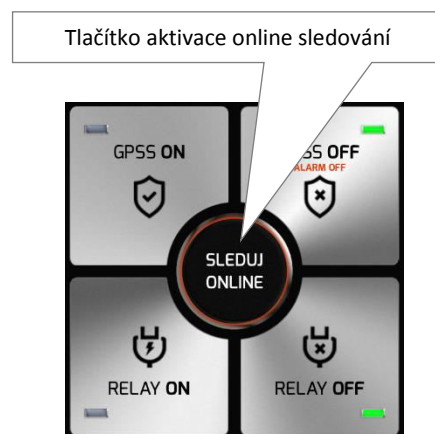 Tlačítko aktivace online sledování
GPSS ON
SS OFF
ALARM OFF
SLEDUJ
ONLINE
RELAY ON
RELAY OFF